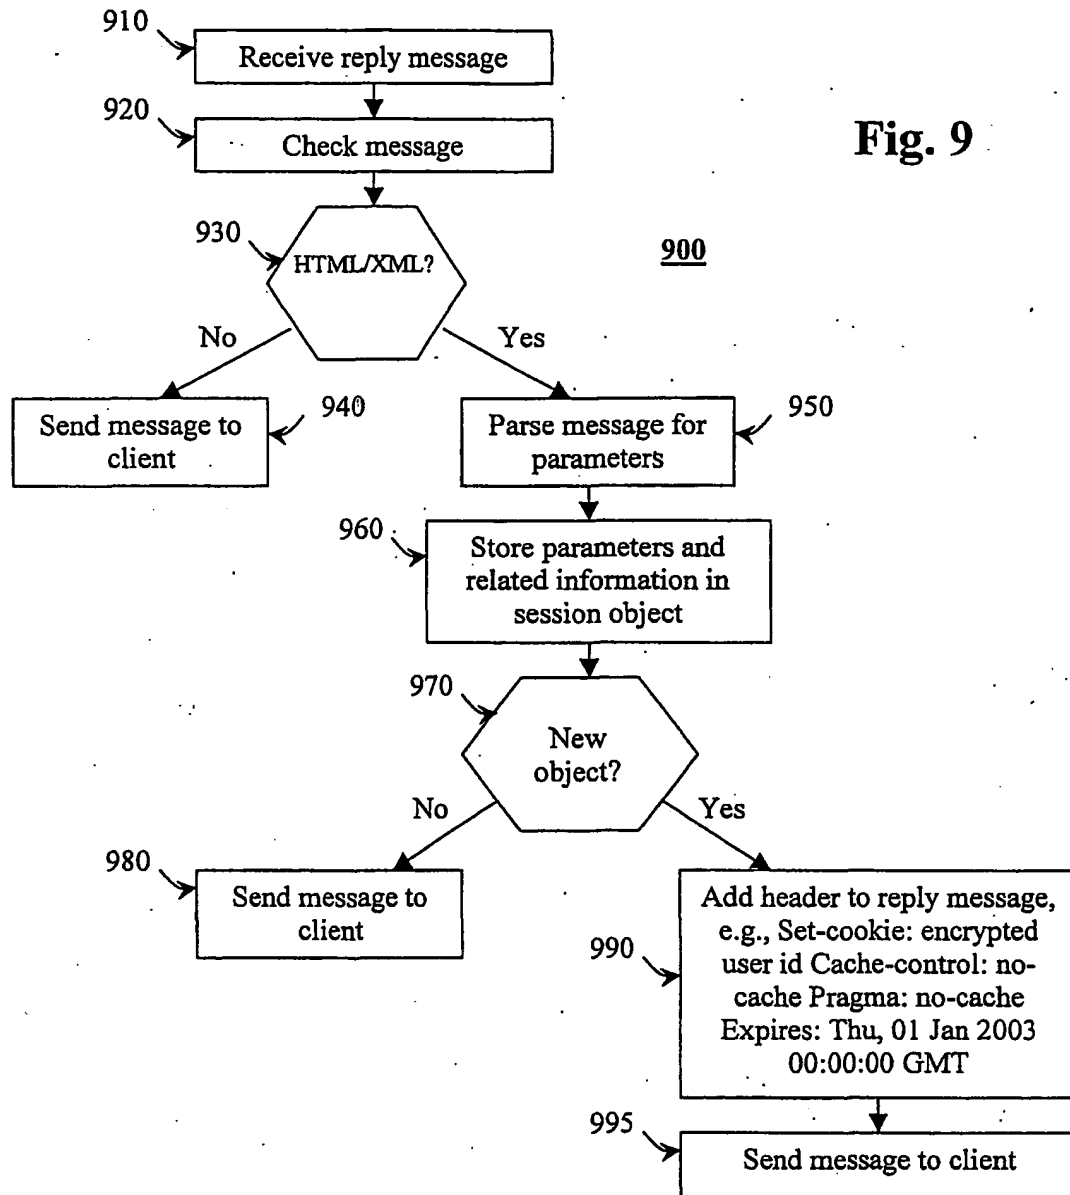 910
Receive reply message
920
Check message
Fig. 9
930
HTML/XML?
900
No
Yes
940
Send message to
client
950
Parse message for
parameters
960
Store parameters and
related information in
session object
970
New
object?
No
Yes
980
Send message to
client
990
Add header to reply message,
e.g., Set-cookie: encrypted
user id Cache-control: no-
cache Pragma: no-cache
Expires: Thu, 01 Jan 2003
00:00:00 GMT
995
Send message to client